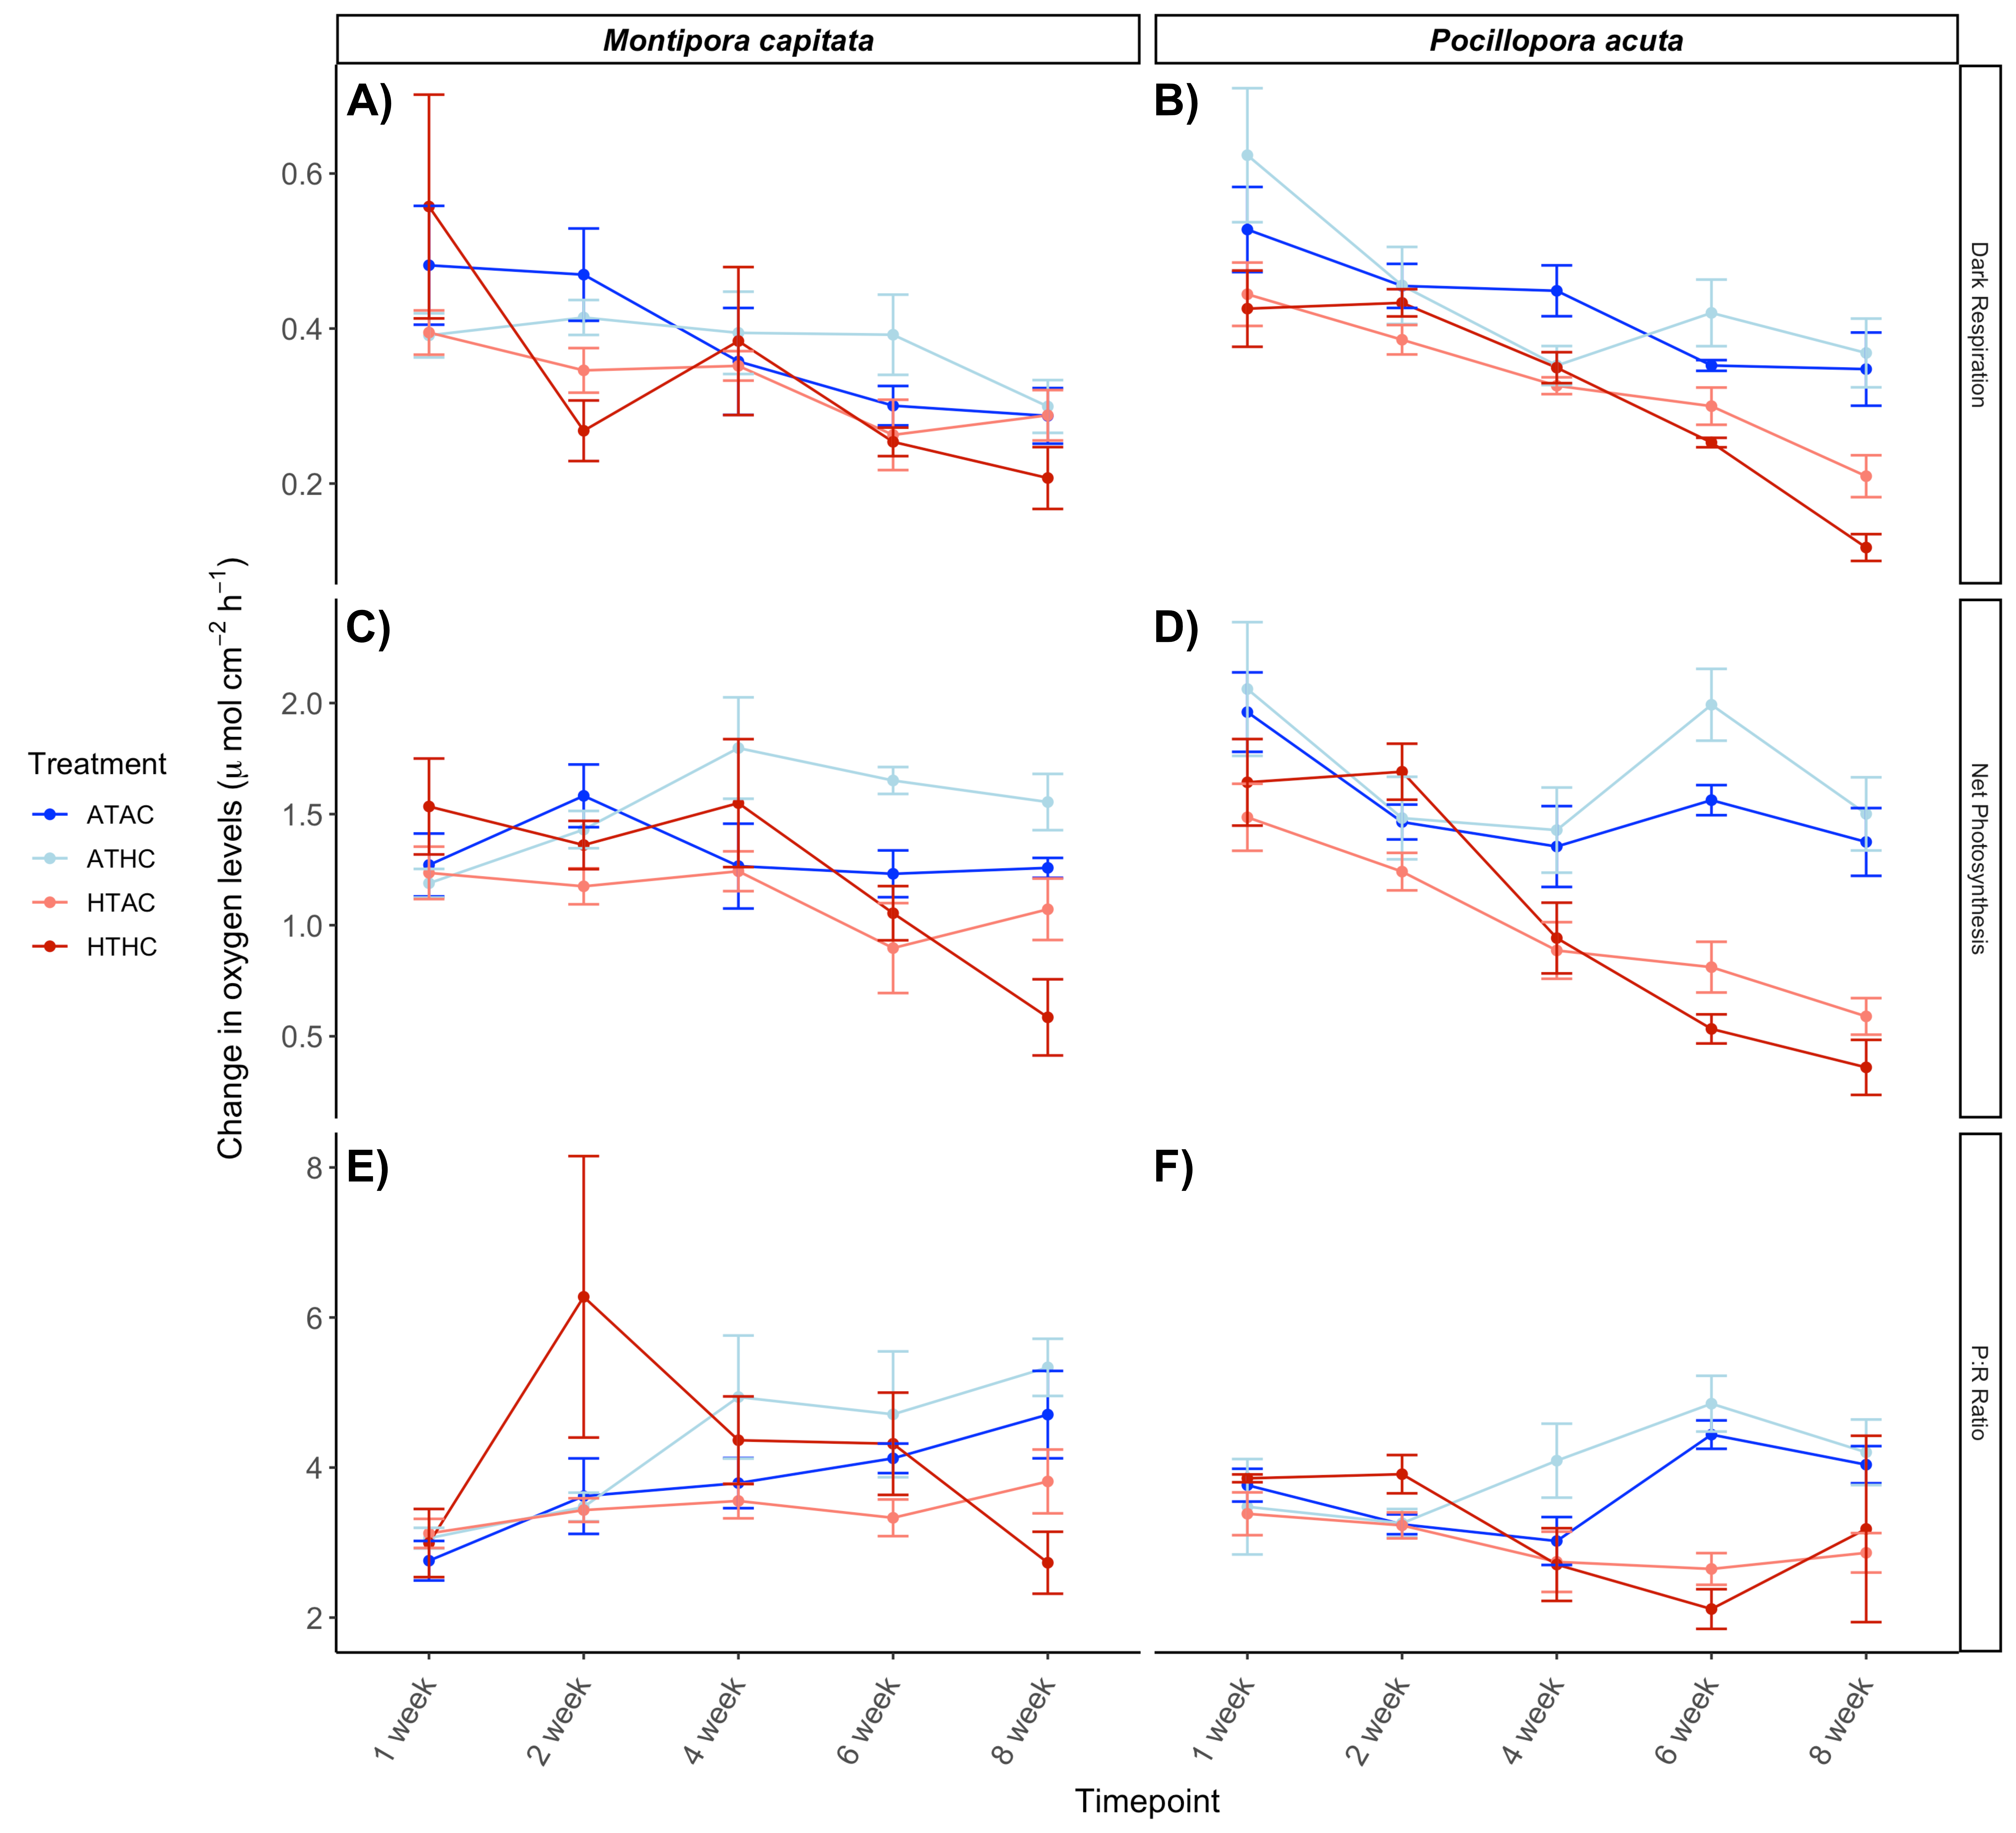 Montipora capitata
Pocillopora acuta
A)
B)
0.6
0.4
0.2
Dark Respiration
C)
D)
2.0
1.5
1.0
0.5
Net Photosynthesis
E)
F)
8
6
4
2
P:R Ratio
Change in oxygen levels (μ mol cm⁻² h⁻¹)
Treatment
ATAC
ATHC
HTAC
HTHC
1 week
2 week
4 week
6 week
8 week
1 week
2 week
4 week
6 week
8 week
Timepoint